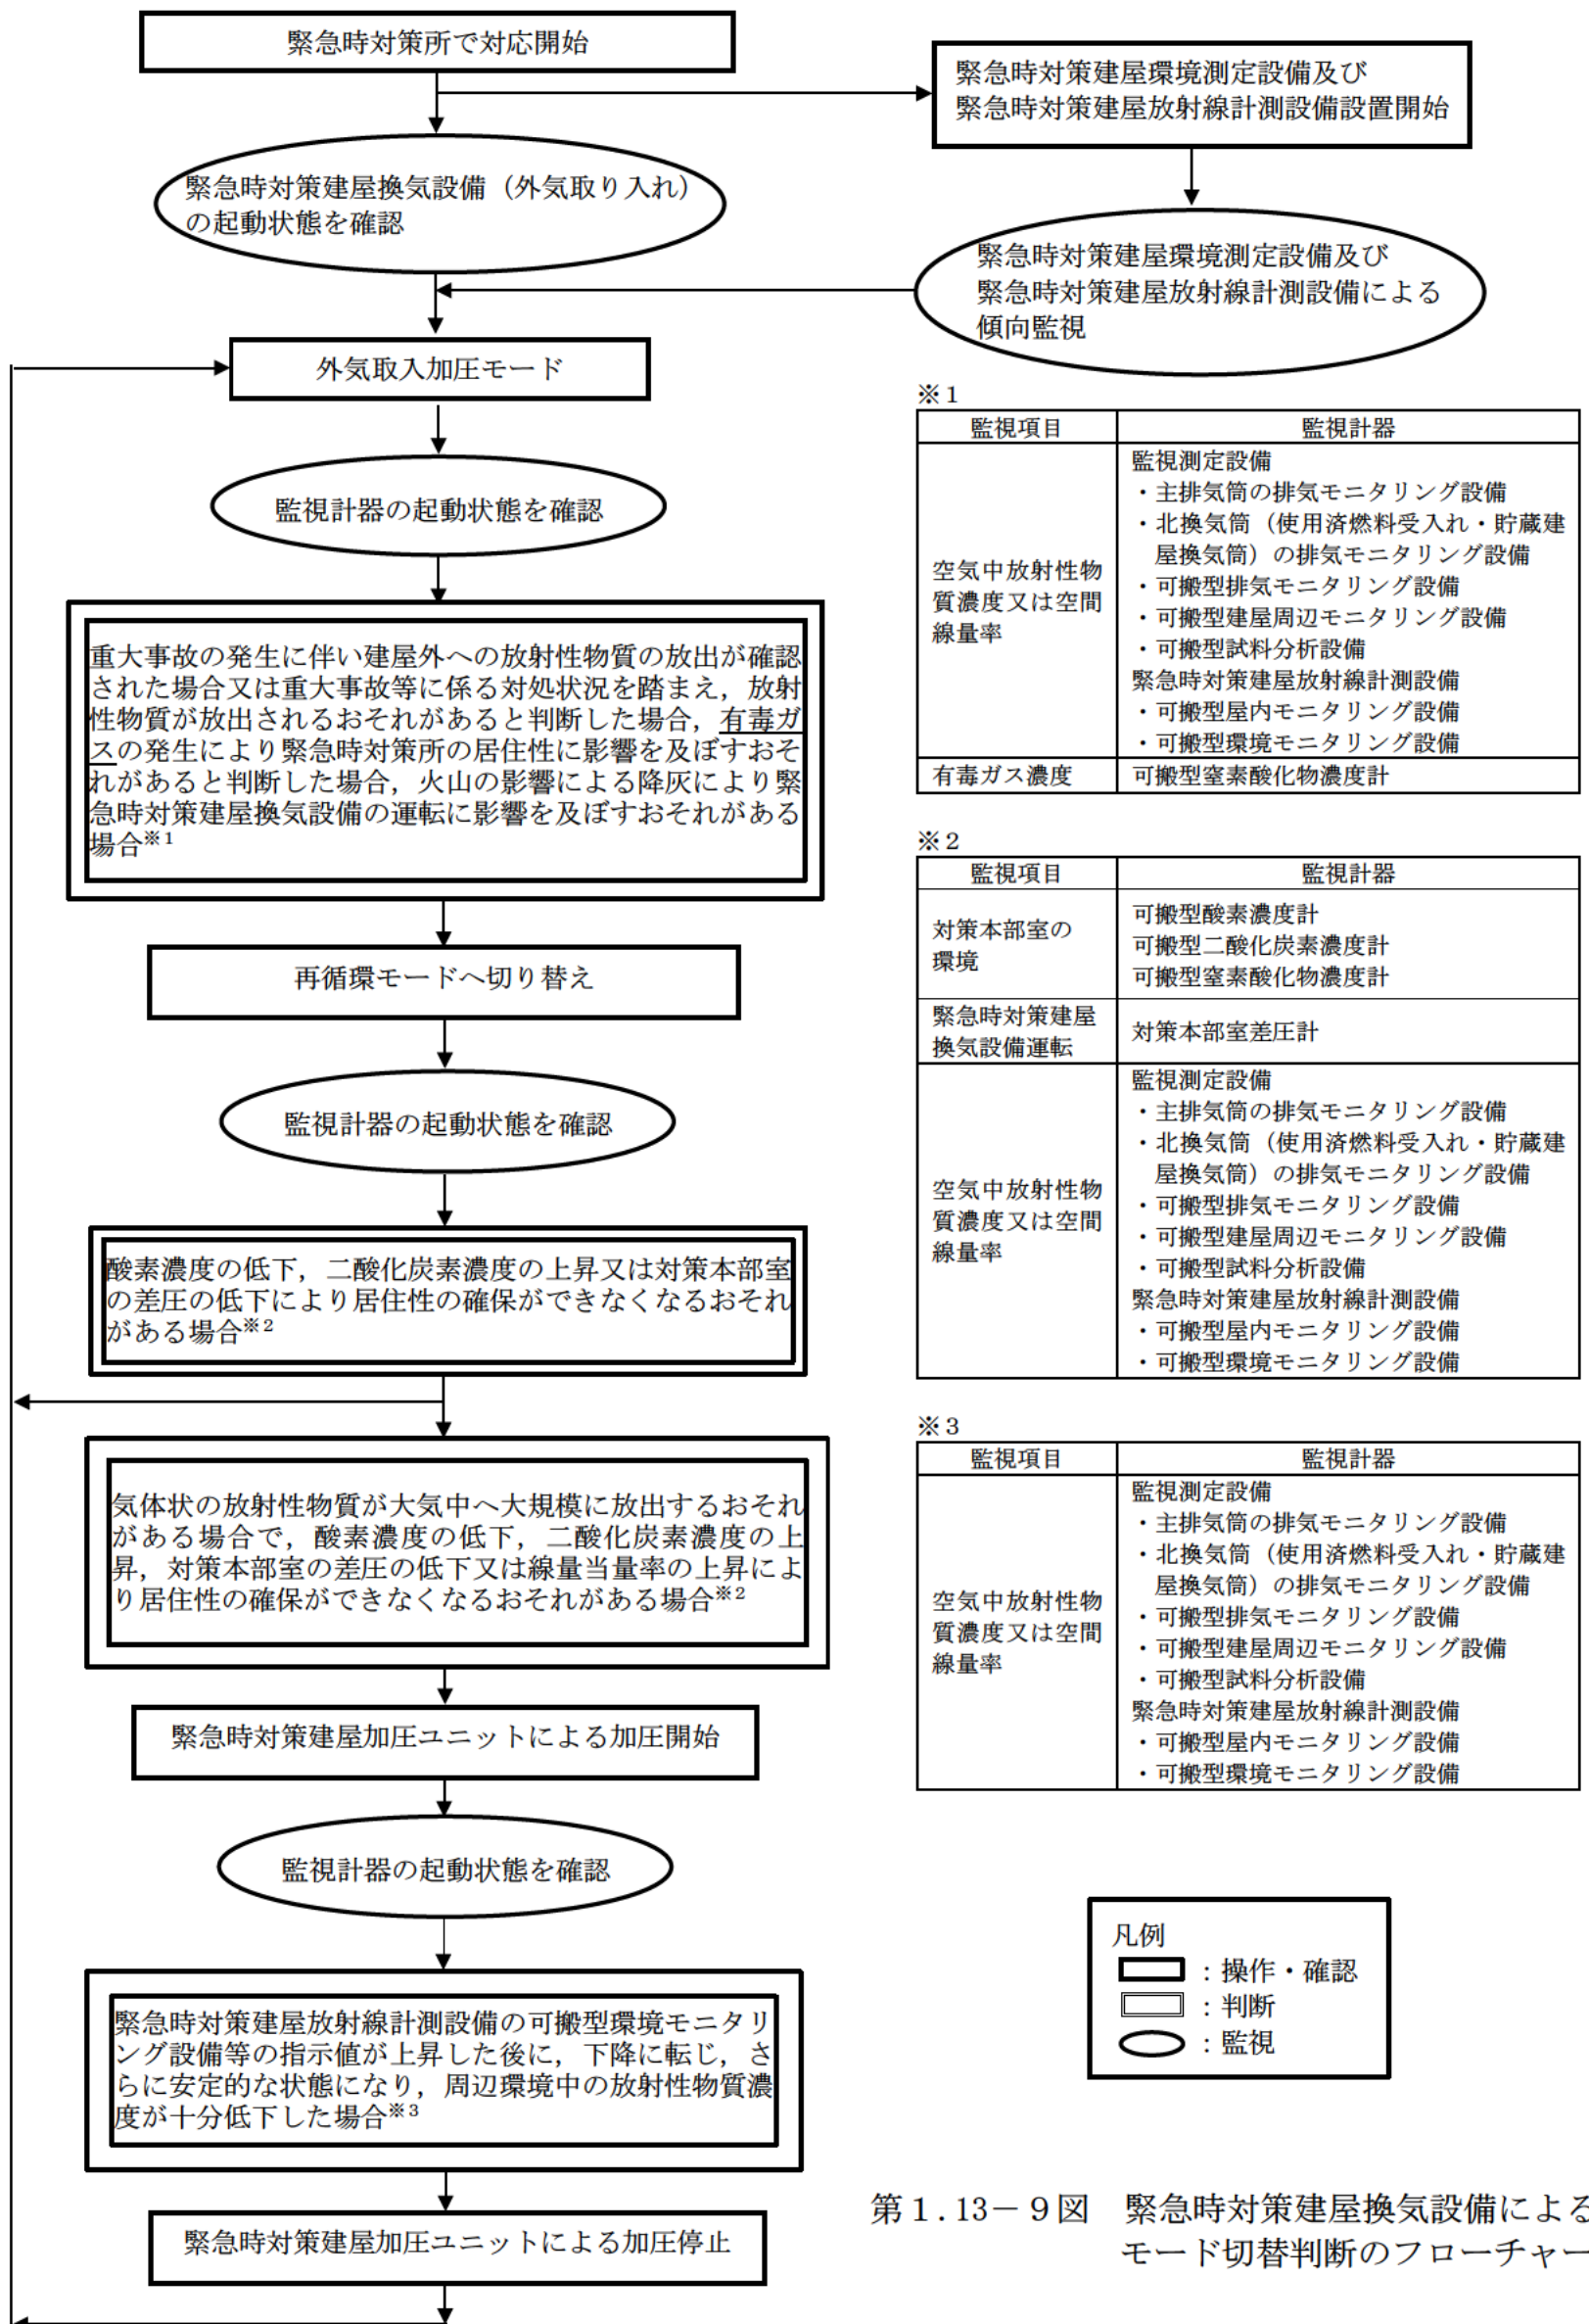 緊急時対策所で対応開始
緊急時対策建屋環境測定設備及び
緊急時対策建屋放射線計測設備設置開始
緊急時対策建屋換気設備（外気取り入れ）
の起動状態を確認
緊急時対策建屋環境測定設備及び
緊急時対策建屋放射線計測設備による
傾向監視
外気取入加圧モード
監視計器の起動状態を確認
重大事故の発生に伴い建屋外への放射性物質の放出が確認
された場合又は重大事故等に係る対処状況を踏まえ，放射
性物質が放出されるおそれがあると判断した場合，有毒ガ
スの発生により緊急時対策所の居住性に影響を及ぼすおそ
れがあると判断した場合，火山の影響による降灰により緊
急時対策建屋換気設備の運転に影響を及ぼすおそれがある
場合※1
再循環モードへ切り替え
監視計器の起動状態を確認
酸素濃度の低下，二酸化炭素濃度の上昇又は対策本部室
の差圧の低下により居住性の確保ができなくなるおそれ
がある場合※2
気体状の放射性物質が大気中へ大規模に放出するおそれ
がある場合で，酸素濃度の低下，二酸化炭素濃度の上
昇，対策本部室の差圧の低下又は線量当量率の上昇によ
り居住性の確保ができなくなるおそれがある場合※2
緊急時対策建屋加圧ユニットによる加圧開始
監視計器の起動状態を確認
緊急時対策建屋放射線計測設備の可搬型環境モニタリ
ング設備等の指示値が上昇した後に，下降に転じ，さ
らに安定的な状態になり，周辺環境中の放射性物質濃
度が十分低下した場合※3
緊急時対策建屋加圧ユニットによる加圧停止
※1
監視項目 監視計器
空気中放射性物
質濃度又は空間
線量率
監視測定設備
・主排気筒の排気モニタリング設備
・北換気筒（使用済燃料受入れ・貯蔵建
屋換気筒）の排気モニタリング設備
・可搬型排気モニタリング設備
・可搬型建屋周辺モニタリング設備
・可搬型試料分析設備
緊急時対策建屋放射線計測設備
・可搬型屋内モニタリング設備
・可搬型環境モニタリング設備
有毒ガス濃度 可搬型窒素酸化物濃度計
※2
監視項目 監視計器
対策本部室の
環境
可搬型酸素濃度計
可搬型二酸化炭素濃度計
可搬型窒素酸化物濃度計
緊急時対策建屋
換気設備運転
対策本部室差圧計
空気中放射性物
質濃度又は空間
線量率
監視測定設備
・主排気筒の排気モニタリング設備
・北換気筒（使用済燃料受入れ・貯蔵建
屋換気筒）の排気モニタリング設備
・可搬型排気モニタリング設備
・可搬型建屋周辺モニタリング設備
・可搬型試料分析設備
緊急時対策建屋放射線計測設備
・可搬型屋内モニタリング設備
・可搬型環境モニタリング設備
※3
監視項目 監視計器
空気中放射性物
質濃度又は空間
線量率
監視測定設備
・主排気筒の排気モニタリング設備
・北換気筒（使用済燃料受入れ・貯蔵建
屋換気筒）の排気モニタリング設備
・可搬型排気モニタリング設備
・可搬型建屋周辺モニタリング設備
・可搬型試料分析設備
緊急時対策建屋放射線計測設備
・可搬型屋内モニタリング設備
・可搬型環境モニタリング設備
凡例
：操作・確認
：判断
：監視
第１.13－９図 緊急時対策建屋換気設備による
モード切替判断のフローチャー